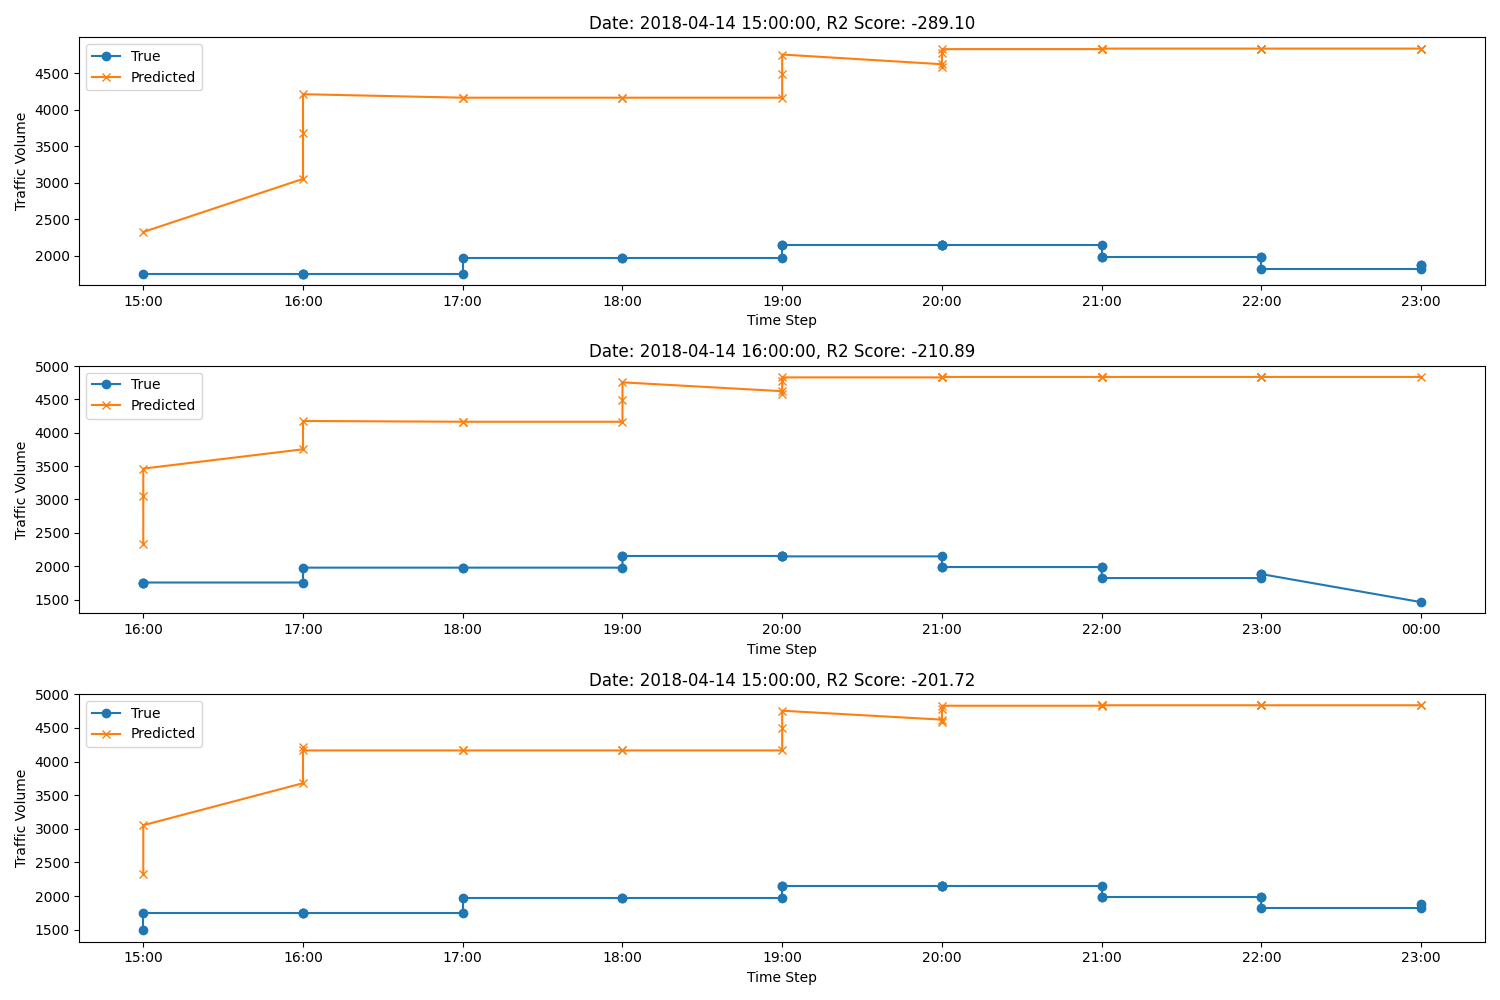 Date: 2018-04-14 15:00:00, R2 Score: -289.10
True
Predicted
Traffic Volume
4500
4000
3500
3000
2500
2000
15:00 16:00 17:00 18:00 19:00 20:00 21:00 22:00 23:00
Time Step
Date: 2018-04-14 16:00:00, R2 Score: -210.89
True
Predicted
Traffic Volume
5000
4500
4000
3500
3000
2500
2000
1500
16:00 17:00 18:00 19:00 20:00 21:00 22:00 23:00 00:00
Time Step
Date: 2018-04-14 15:00:00, R2 Score: -201.72
True
Predicted
Traffic Volume
5000
4500
4000
3500
3000
2500
2000
1500
15:00 16:00 17:00 18:00 19:00 20:00 21:00 22:00 23:00
Time Step